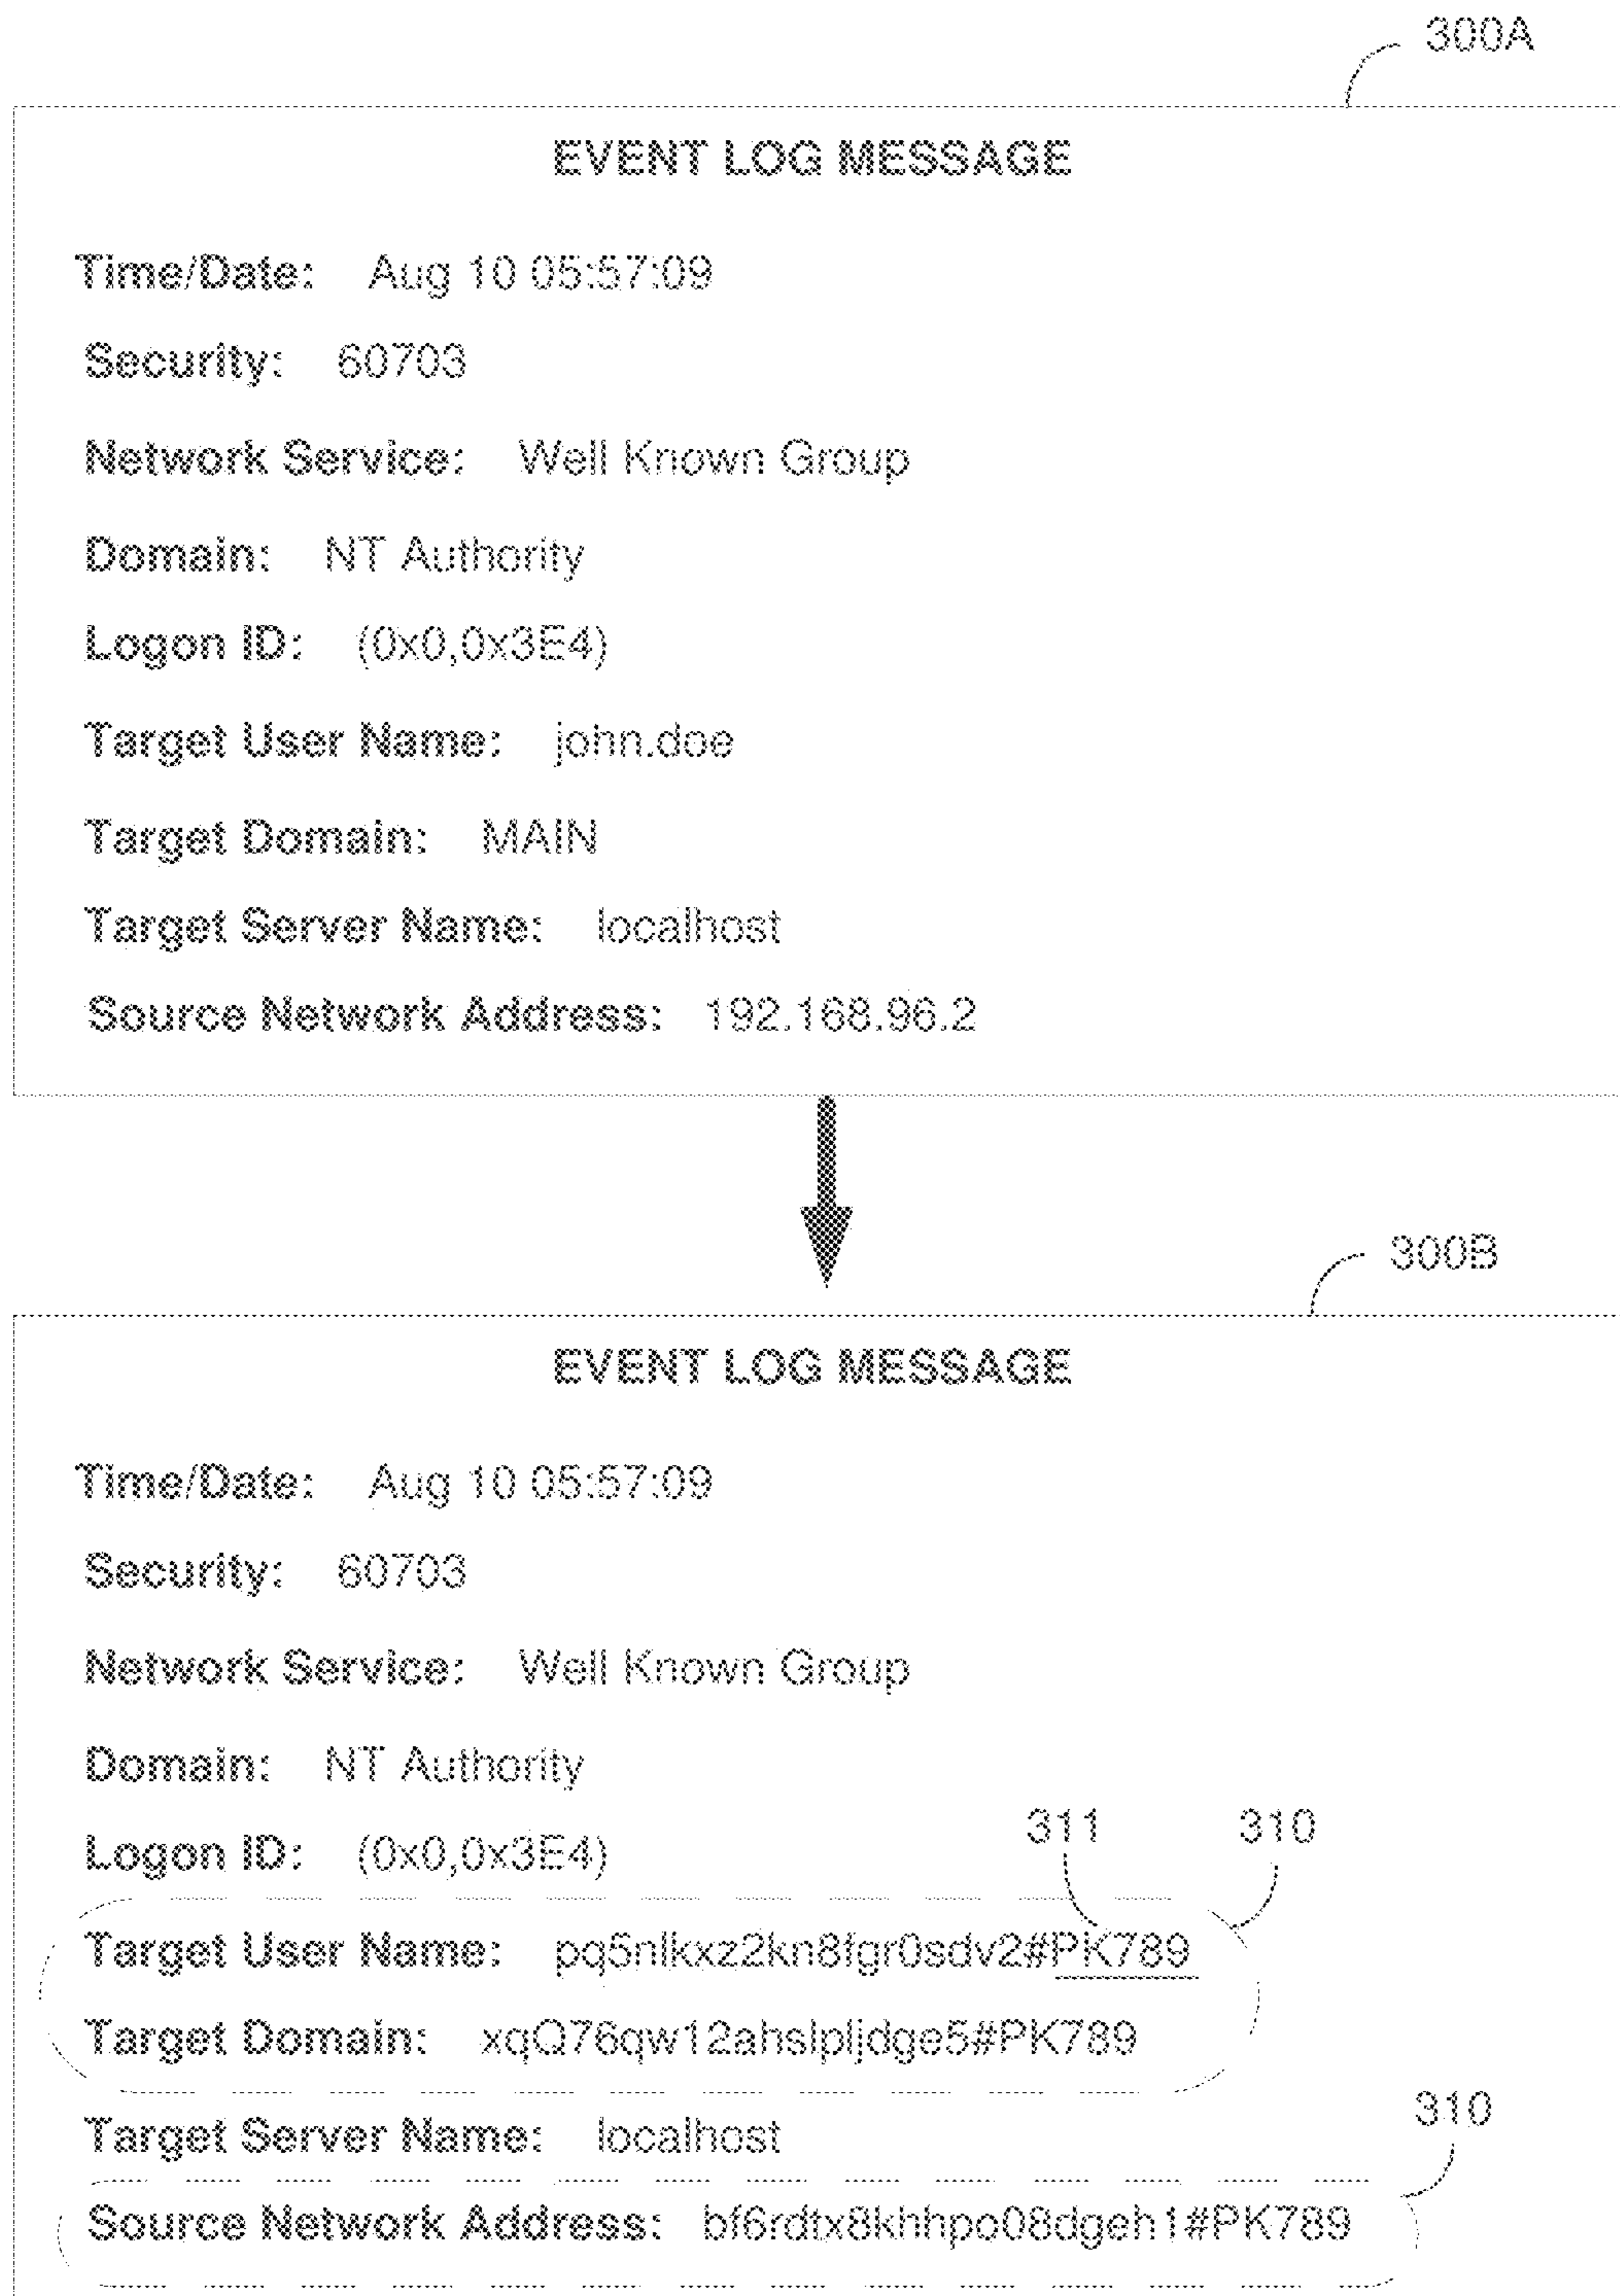 300A
EVENT LOG MESSAGE
Time/Date: Aug 10 05:57:09
Security: 60703
Network Service: Well Known Group
Domain: NT Authority
Logon ID: (0x0,0x3E4)
Target User Name: john.doe
Target Domain: MAIN
Target Server Name: localhost
Source Network Address: 192.168.96.2
300B
EVENT LOG MESSAGE
Time/Date: Aug 10 05:57:09
Security: 60703
Network Service: Well Known Group
Domain: NT Authority
311 310
Logon ID: (0x0,0x3E4)
Target User Name: pq5nlkxz2kn8fgr0sdv2#PK789
Target Domain: xqQ76qw12ahslpljdge5#PK789
310
Target Server Name: localhost
Source Network Address: bf6rdtx8khhpo08dgeh1#PK789